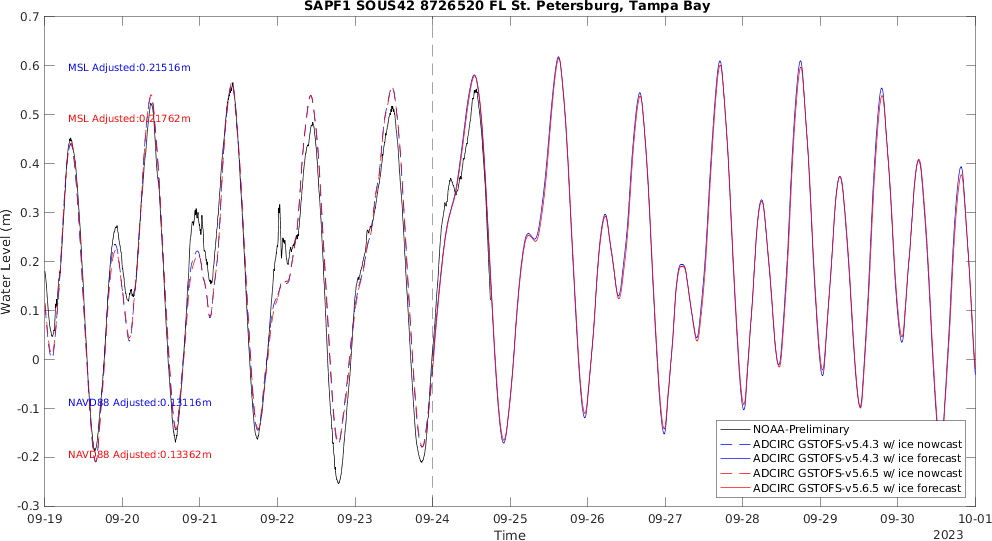 SAPF1 SOUS42 8726520 FL St. Petersburg, Tampa Bay
0.7
0.6
0.5
0.4
0.3
0.2
0.1
0
-0.1
-0.2
-0.3
Water Level (m)
MSL Adjusted:0.21516m
MSL Adjusted:0.21762m
NAVD88 Adjusted:0.13116m
NAVD88 Adjusted:0.13362m
NOAA-Preliminary
ADCIRC GSTOFS-v5.4.3 w/ ice nowcast
ADCIRC GSTOFS-v5.4.3 w/ ice forecast
ADCIRC GSTOFS-v5.6.5 w/ ice nowcast
ADCIRC GSTOFS-v5.6.5 w/ ice forecast
09-19 09-20 09-21 09-22 09-23 09-24 09-25 09-26 09-27 09-28 09-29 09-30 10-01
Time
2023